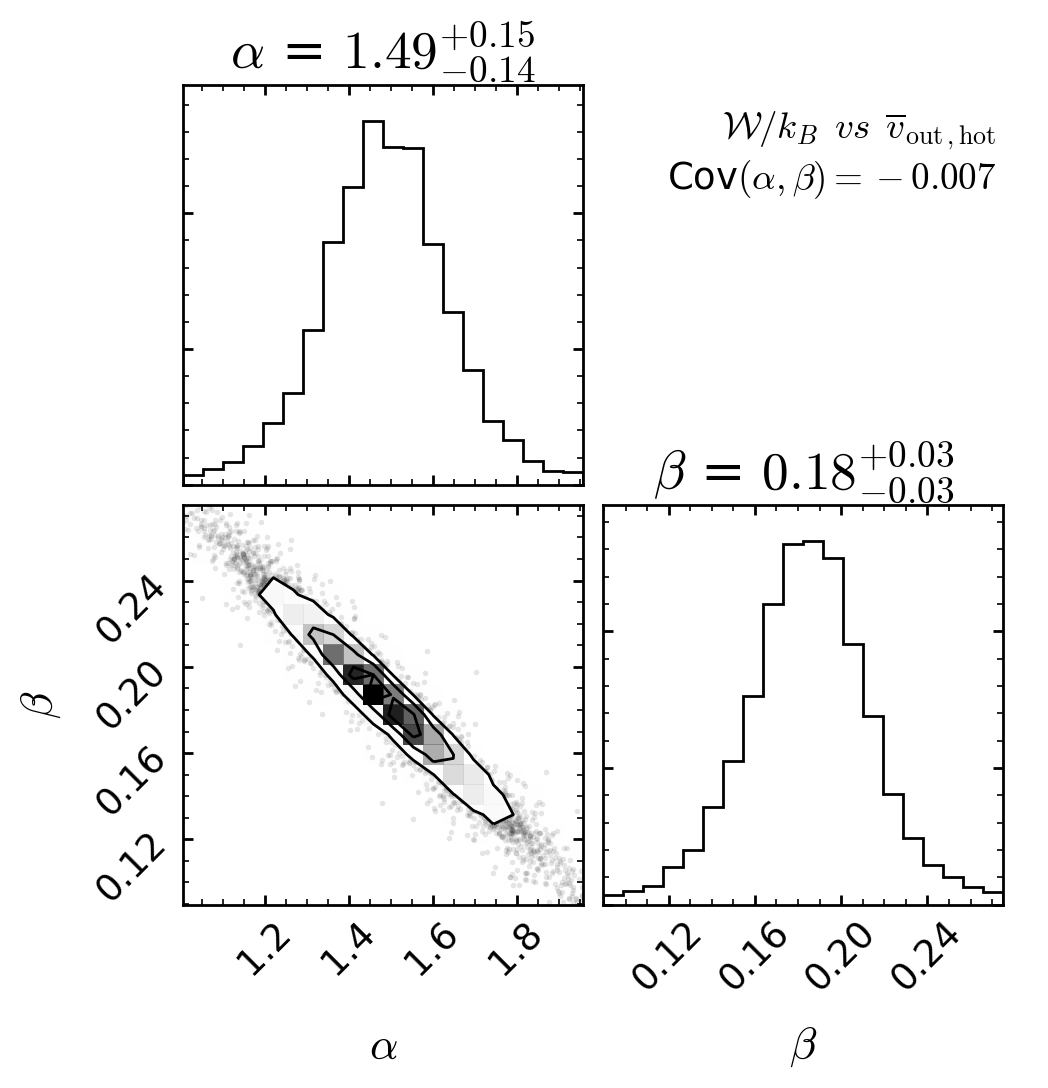 α = 1.49 +0.15 −0.14
𝒲/k_B vs v̅_out,hot
Cov(α, β) = −0.007
β = 0.18 +0.03 −0.03
β
0.24
0.20
0.16
0.12
1.2 1.4 1.6 1.8
0.12 0.16 0.20 0.24
α
β